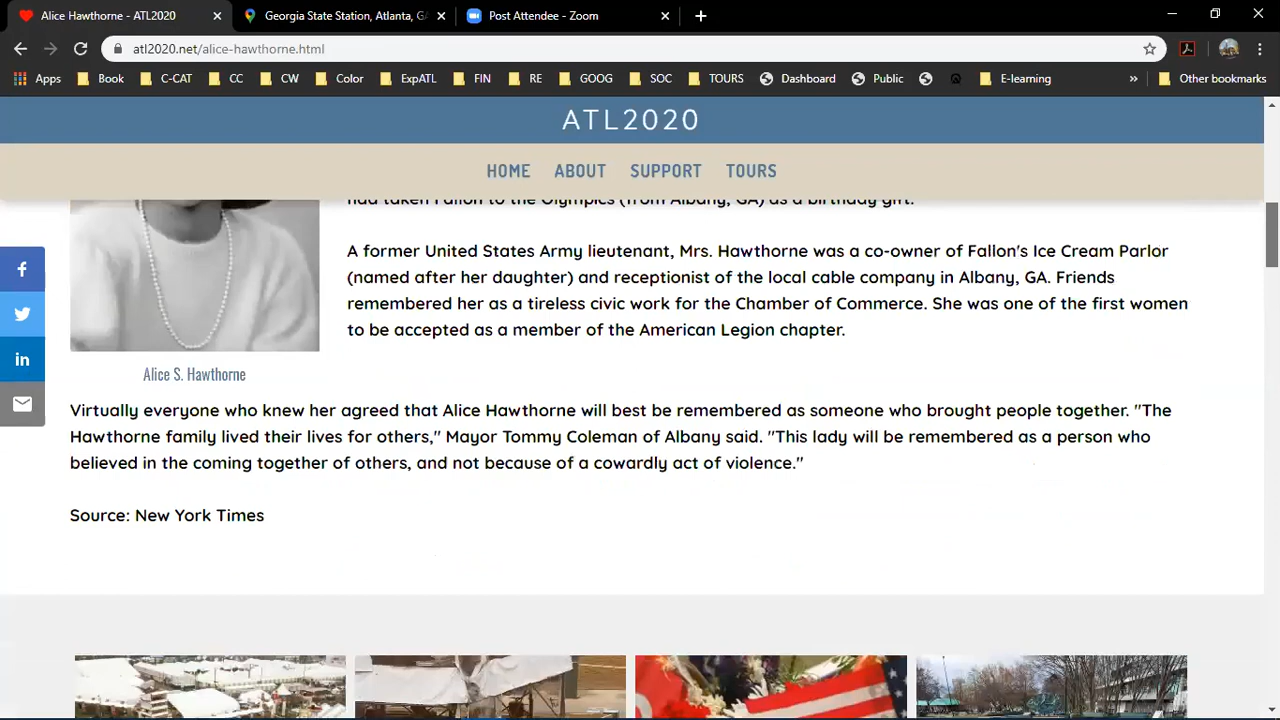 Alice Hawthorne - ATL2020
Georgia State Station, Atlanta, GA
Post Attendee - Zoom
atl2020.net/alice-hawthorne.html
Apps Book C-CAT CC CW Color ExpATL FIN RE GOOG SOC TOURS Dashboard Public E-learning » Other bookmarks
ATL2020
HOME ABOUT SUPPORT TOURS
had taken Fallon to the Olympics (from Albany, GA) as a birthday gift.
A former United States Army lieutenant, Mrs. Hawthorne was a co-owner of Fallon's Ice Cream Parlor
(named after her daughter) and receptionist of the local cable company in Albany, GA. Friends
remembered her as a tireless civic work for the Chamber of Commerce. She was one of the first women
to be accepted as a member of the American Legion chapter.
Alice S. Hawthorne
Virtually everyone who knew her agreed that Alice Hawthorne will best be remembered as someone who brought people together. "The
Hawthorne family lived their lives for others," Mayor Tommy Coleman of Albany said. "This lady will be remembered as a person who
believed in the coming together of others, and not because of a cowardly act of violence."
Source: New York Times